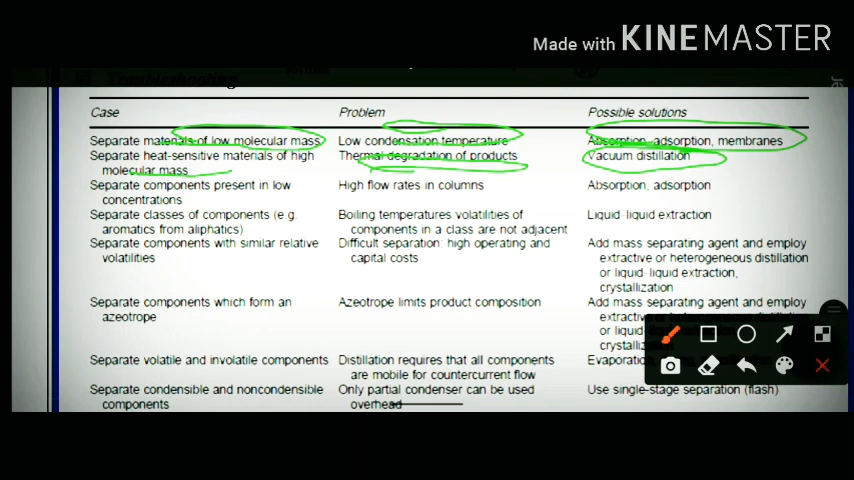 Made with KINEMASTER
Troubleshooting
Case Problem Possible solutions
Separate materials of low molecular mass Low condensation temperature Absorption, adsorption, membranes
Separate heat-sensitive materials of high Thermal degradation of products Vacuum distillation
molecular mass
Separate components present in low High flow rates in columns Absorption, adsorption
concentrations
Separate classes of components (e.g. Boiling temperatures volatilities of Liquid-liquid extraction
aromatics from aliphatics) components in a class are not adjacent
Separate components with similar relative Difficult separation: high operating and Add mass separating agent and employ
volatilities capital costs extractive or heterogeneous distillation
or liquid-liquid extraction,
crystallization
Separate components which form an Azeotrope limits product composition Add mass separating agent and employ
azeotrope
or
Separate volatile and involatile components Distillation requires that all components
are mobile for countercurrent flow
Separate condensible and noncondensible Only partial condenser can be used Use single-stage separation (flash)
components overhead